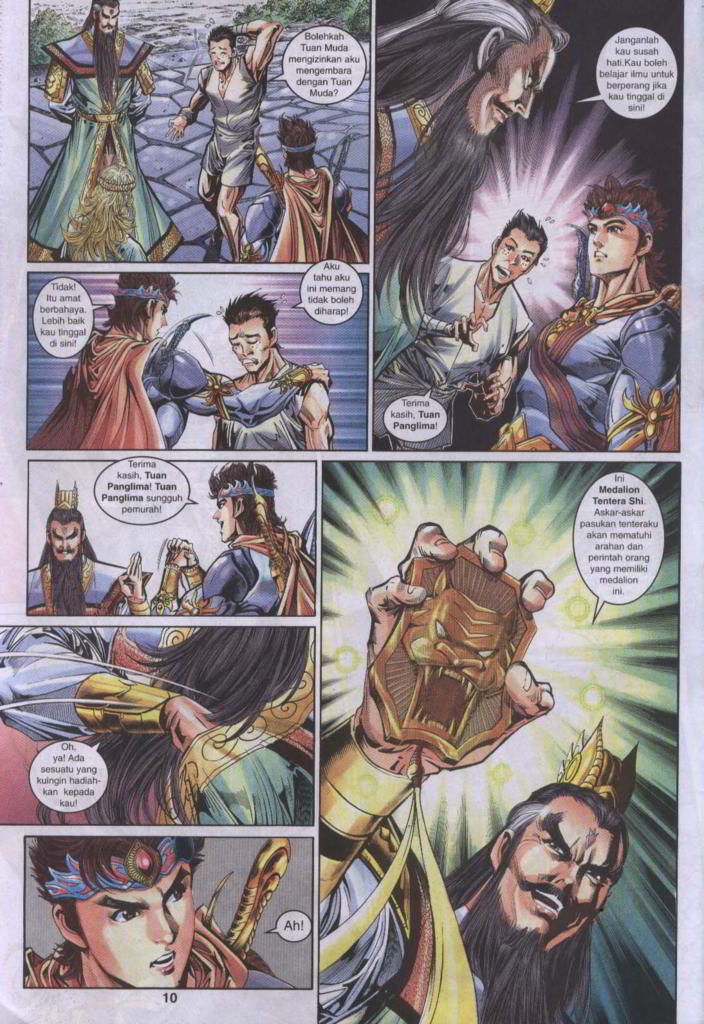 Bolehkah
Tuan Muda
mengizinkan aku
mengembara
dengan Tuan
Muda?
Janganlah
kau susah
hati.Kau boleh
belajar ilmu untuk
berperang jika
kau tinggal di
sini!
Terima
kasih, Tuan
Panglima!
Tidak!
Itu amat
berbahaya.
Lebih baik
kau tinggal
di sini!
Aku
tahu aku
ini memang
tidak boleh
diharap!
Terima
kasih, Tuan
Panglima! Tuan
Panglima sungguh
pemurah!
Oh,
ya! Ada
sesuatu yang
kuingin hadiah-
kan kepada
kau!
Ah!
Ini
Medalion
Tentera Shi.
Askar-askar
pasukan tenteraku
akan mematuhi
arahan dan
perintah orang
yang memiliki
medalion
ini.
10